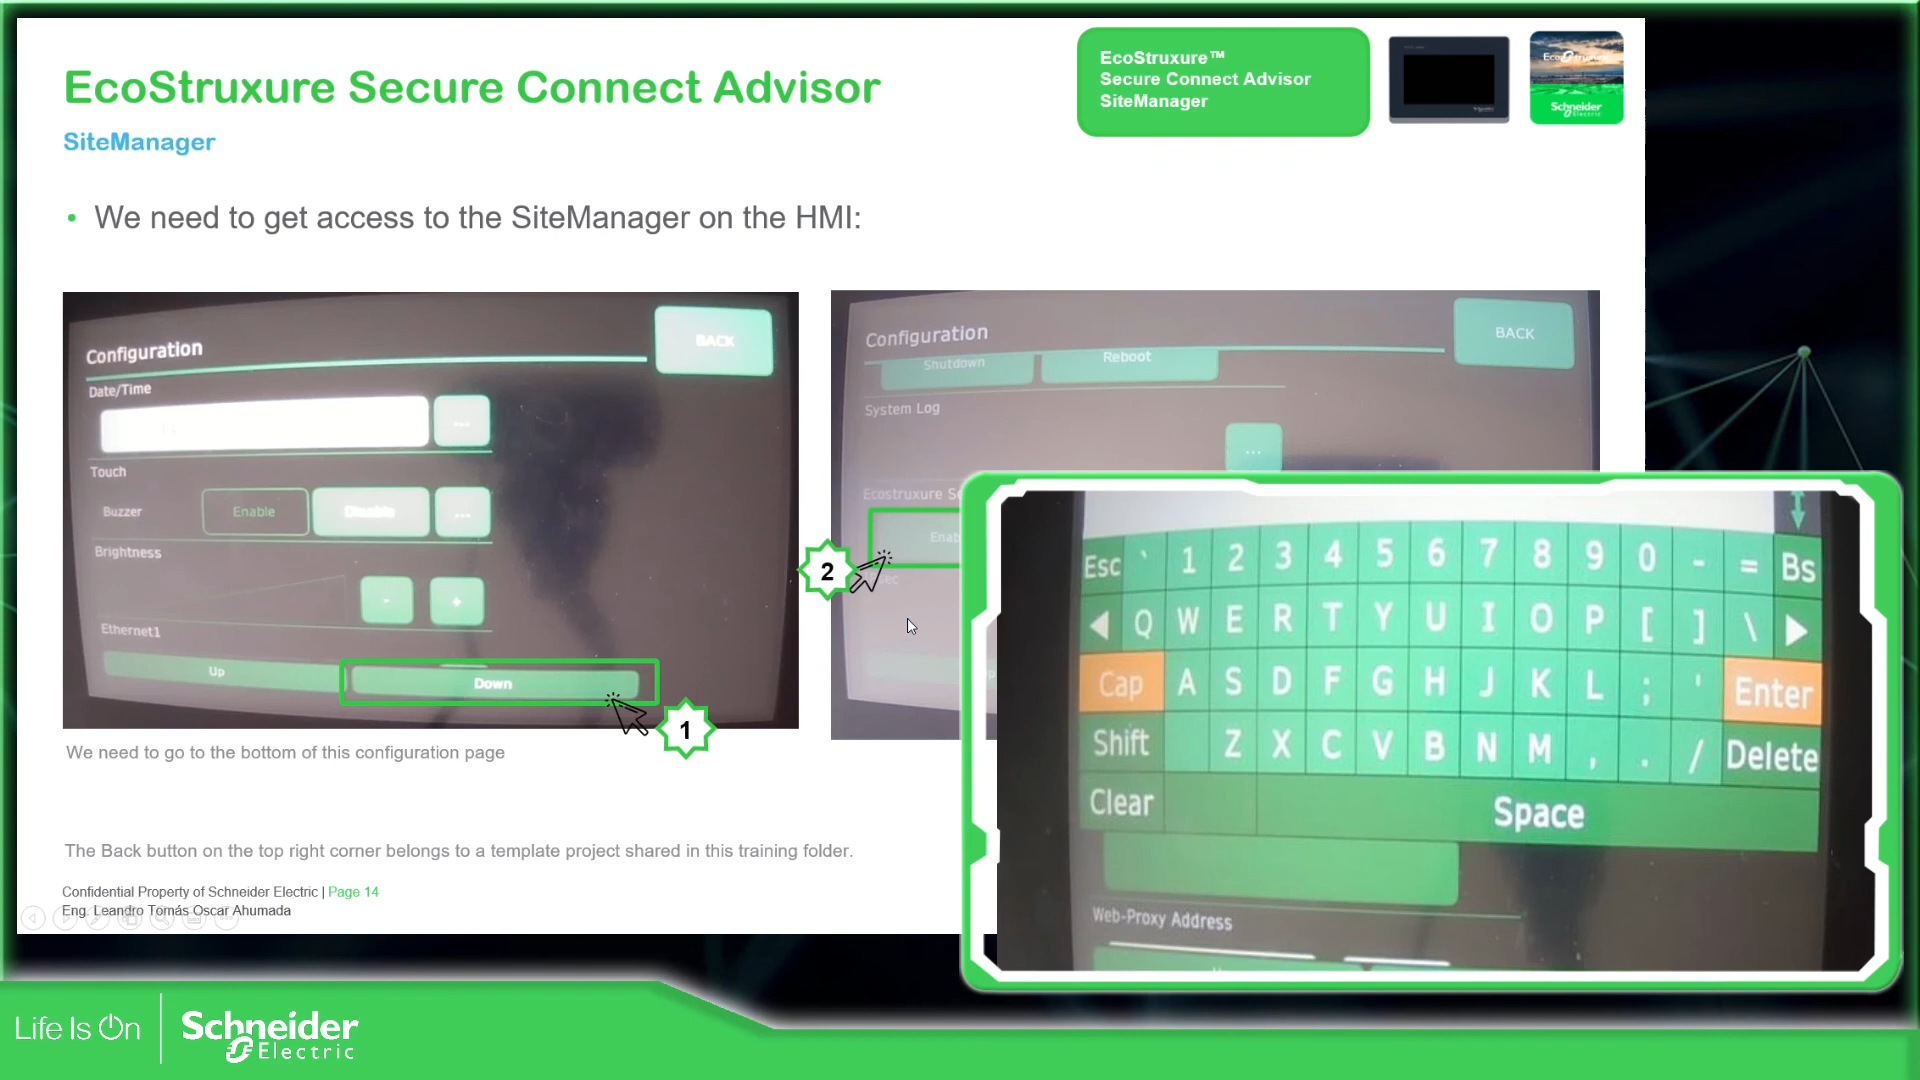 EcoStruxure Secure Connect Advisor
SiteManager
EcoStruxure™
Secure Connect Advisor
SiteManager
EcoStruxure
Schneider
Electric
• We need to get access to the SiteManager on the HMI:
Configuration
BACK
Date/Time
...
Touch
Buzzer
Enable
Disable
...
Brightness
-
+
Ethernet1
Up
Down
1
We need to go to the bottom of this configuration page
Configuration
BACK
Shutdown
Reboot
System Log
...
Ecostruxure
2
Esc ` 1 2 3 4 5 6 7 8 9 0 - = Bs
Q W E R T Y U I O P [ ] \
Cap A S D F G H J K L ; ' Enter
Shift Z X C V B N M , . / Delete
Clear Space
Web-Proxy Address
The Back button on the top right corner belongs to a template project shared in this training folder.
Confidential Property of Schneider Electric | Page 14
Eng. Leandro Tomás Oscar Ahumada
Life Is On
Schneider
Electric